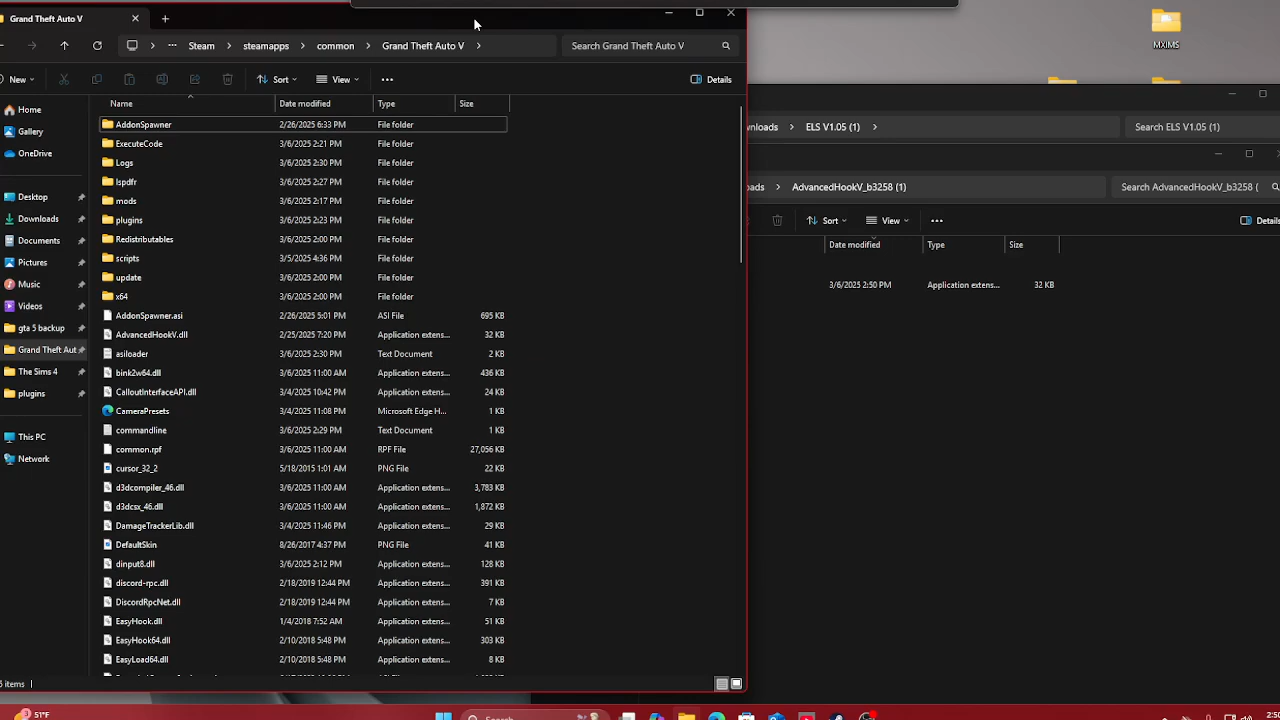 Grand Theft Auto V
MXIMS
Steam
steamapps
common
Grand Theft Auto V
Search Grand Theft Auto V
New
Sort
View
Details
Name
Date modified
Type
Size
Home
Gallery
OneDrive
Desktop
Downloads
Documents
Pictures
Music
Videos
gta 5 backup
Grand Theft Aut
The Sims 4
plugins
This PC
Network
AddonSpawner 2/26/2025 6:33 PM File folder
ExecuteCode 3/6/2025 2:21 PM File folder
Logs 3/6/2025 2:30 PM File folder
lspdfr 3/6/2025 2:27 PM File folder
mods 3/6/2025 2:17 PM File folder
plugins 3/6/2025 2:23 PM File folder
Redistributables 3/6/2025 2:00 PM File folder
scripts 3/5/2025 4:36 PM File folder
update 3/6/2025 2:00 PM File folder
x64 3/6/2025 2:00 PM File folder
AddonSpawner.asi 2/26/2025 5:01 PM ASI File 695 KB
AdvancedHookV.dll 2/25/2025 7:20 PM Application extens... 32 KB
asiloader 3/6/2025 2:30 PM Text Document 2 KB
bink2w64.dll 3/6/2025 11:00 AM Application extens... 436 KB
CalloutInterfaceAPI.dll 3/4/2025 10:42 PM Application extens... 24 KB
CameraPresets 3/4/2025 11:08 PM Microsoft Edge H... 1 KB
commandline 3/6/2025 2:29 PM Text Document 1 KB
common.rpf 3/6/2025 11:00 AM RPF File 27,056 KB
cursor_32_2 5/18/2015 1:01 AM PNG File 22 KB
d3dcompiler_46.dll 3/6/2025 11:00 AM Application extens... 3,783 KB
d3dcsx_46.dll 3/6/2025 11:00 AM Application extens... 1,872 KB
DamageTrackerLib.dll 3/4/2025 11:46 PM Application extens... 29 KB
DefaultSkin 8/26/2017 4:37 PM PNG File 41 KB
dinput8.dll 3/6/2025 2:12 PM Application extens... 128 KB
discord-rpc.dll 2/18/2019 12:44 PM Application extens... 391 KB
DiscordRpcNet.dll 2/18/2019 12:44 PM Application extens... 7 KB
EasyHook.dll 1/4/2018 7:52 AM Application extens... 51 KB
EasyHook64.dll 2/10/2018 5:48 PM Application extens... 303 KB
EasyLoad64.dll 2/10/2018 5:48 PM Application extens... 8 KB
items
ELS V1.05 (1)
Search ELS V1.05 (1)
AdvancedHookV_b3258 (1)
Search AdvancedHookV_b3258 (
Sort
View
Details
Date modified
Type
Size
3/6/2025 2:50 PM Application extens... 32 KB
51°F
Search